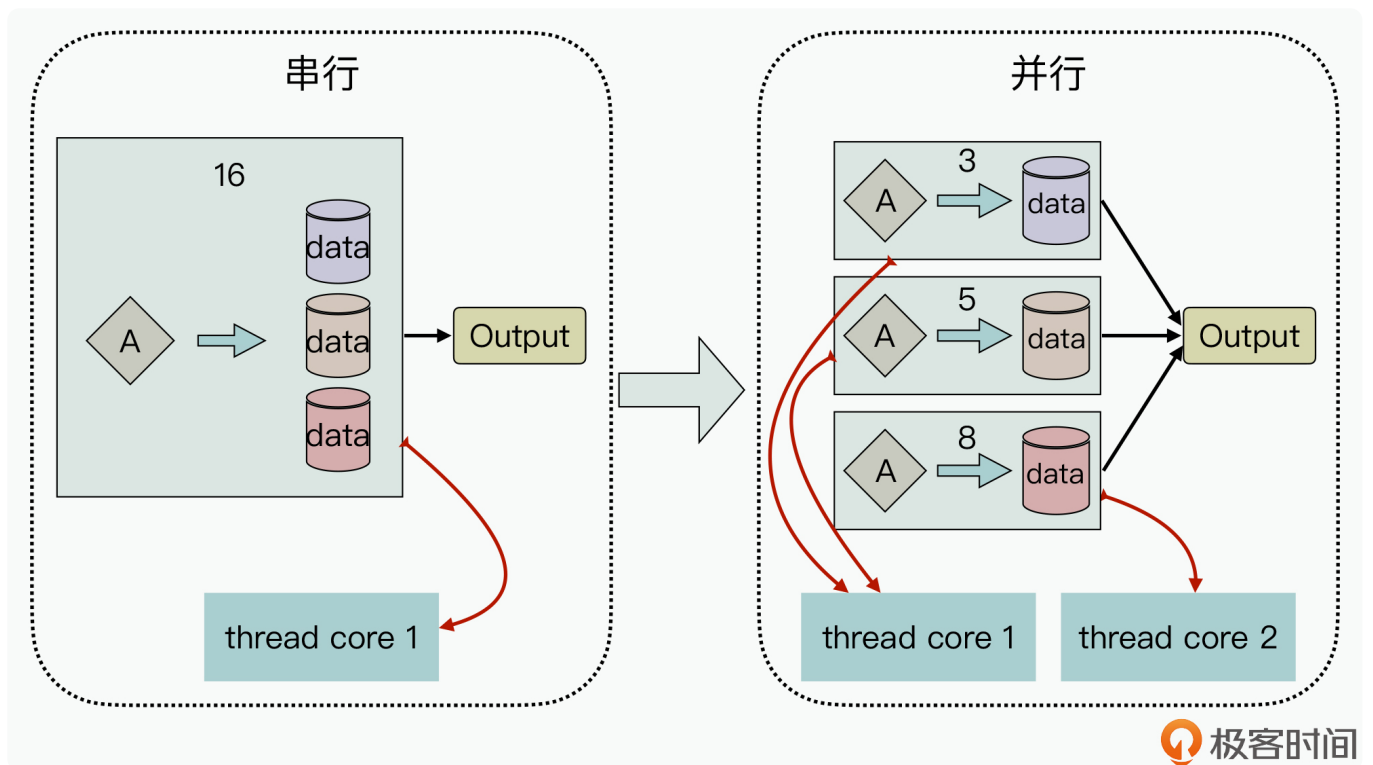 串行
16
data
data
A
data
Output
thread core 1
并行
3
A
data
5
A
data
Output
8
A
data
thread core 1
thread core 2
极客时间